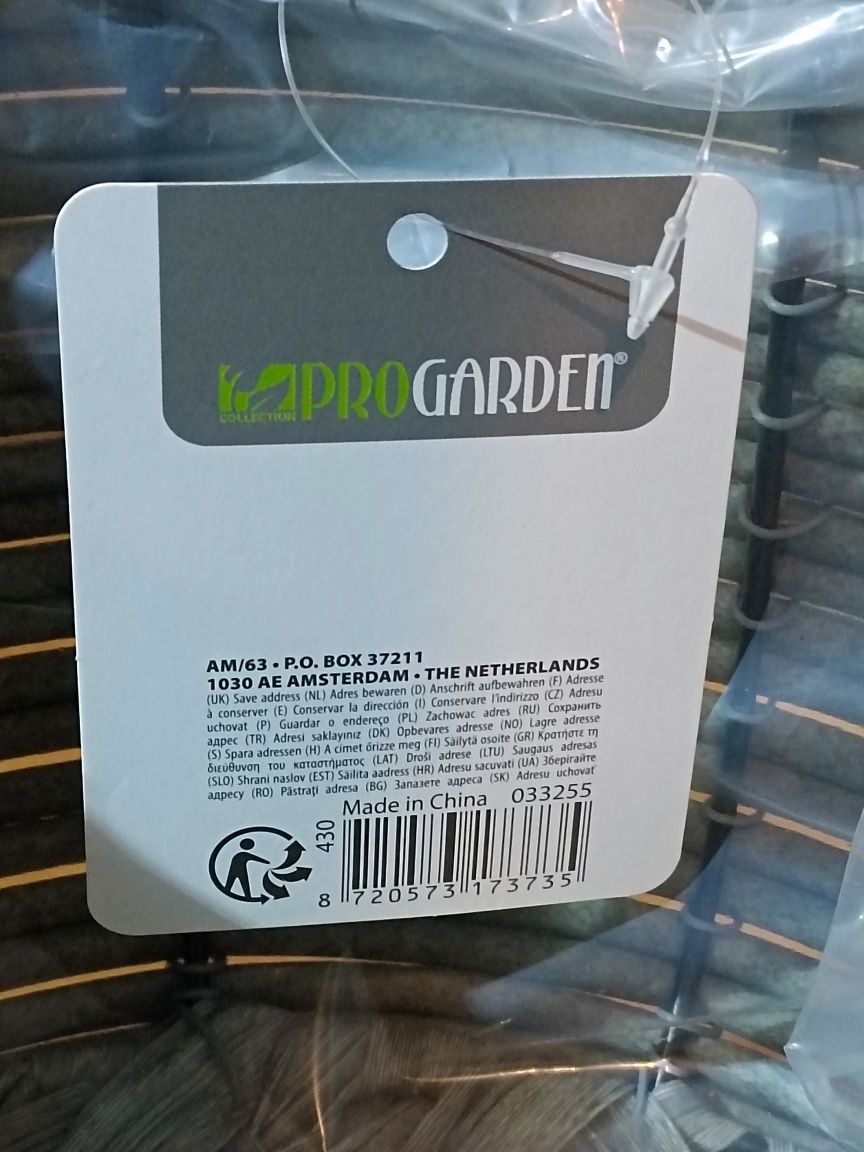 COLLECTION PROGARDEN®
AM/63 • P.O. BOX 37211
1030 AE AMSTERDAM • THE NETHERLANDS
(UK) Save address (NL) Adres bewaren (D) Anschrift aufbewahren (F) Adresse
à conserver (E) Conservar la dirección (I) Conservare l'indirizzo (CZ) Adresu
uchovat (P) Guardar o endereço (PL) Zachowac adres (RU) Сохранить
адрес (TR) Adresi saklayınız (DK) Opbevares adresse (NO) Lagre adresse
(S) Spara adressen (H) A címet őrizze meg (FI) Säilytä osoite (GR) Κρατήστε τη
διεύθυνση του καταστήματος (LAT) Droši adrese (LTU) Saugaus adresas
(SLO) Shrani naslov (EST) Säilita aadress (HR) Adresu sacuvati (UA) Зберiгайте
адресу (RO) Păstrați adresa (BG) Запазете адреса (SK) Adresu uchovať
Made in China 033255
430
8 720573 173735